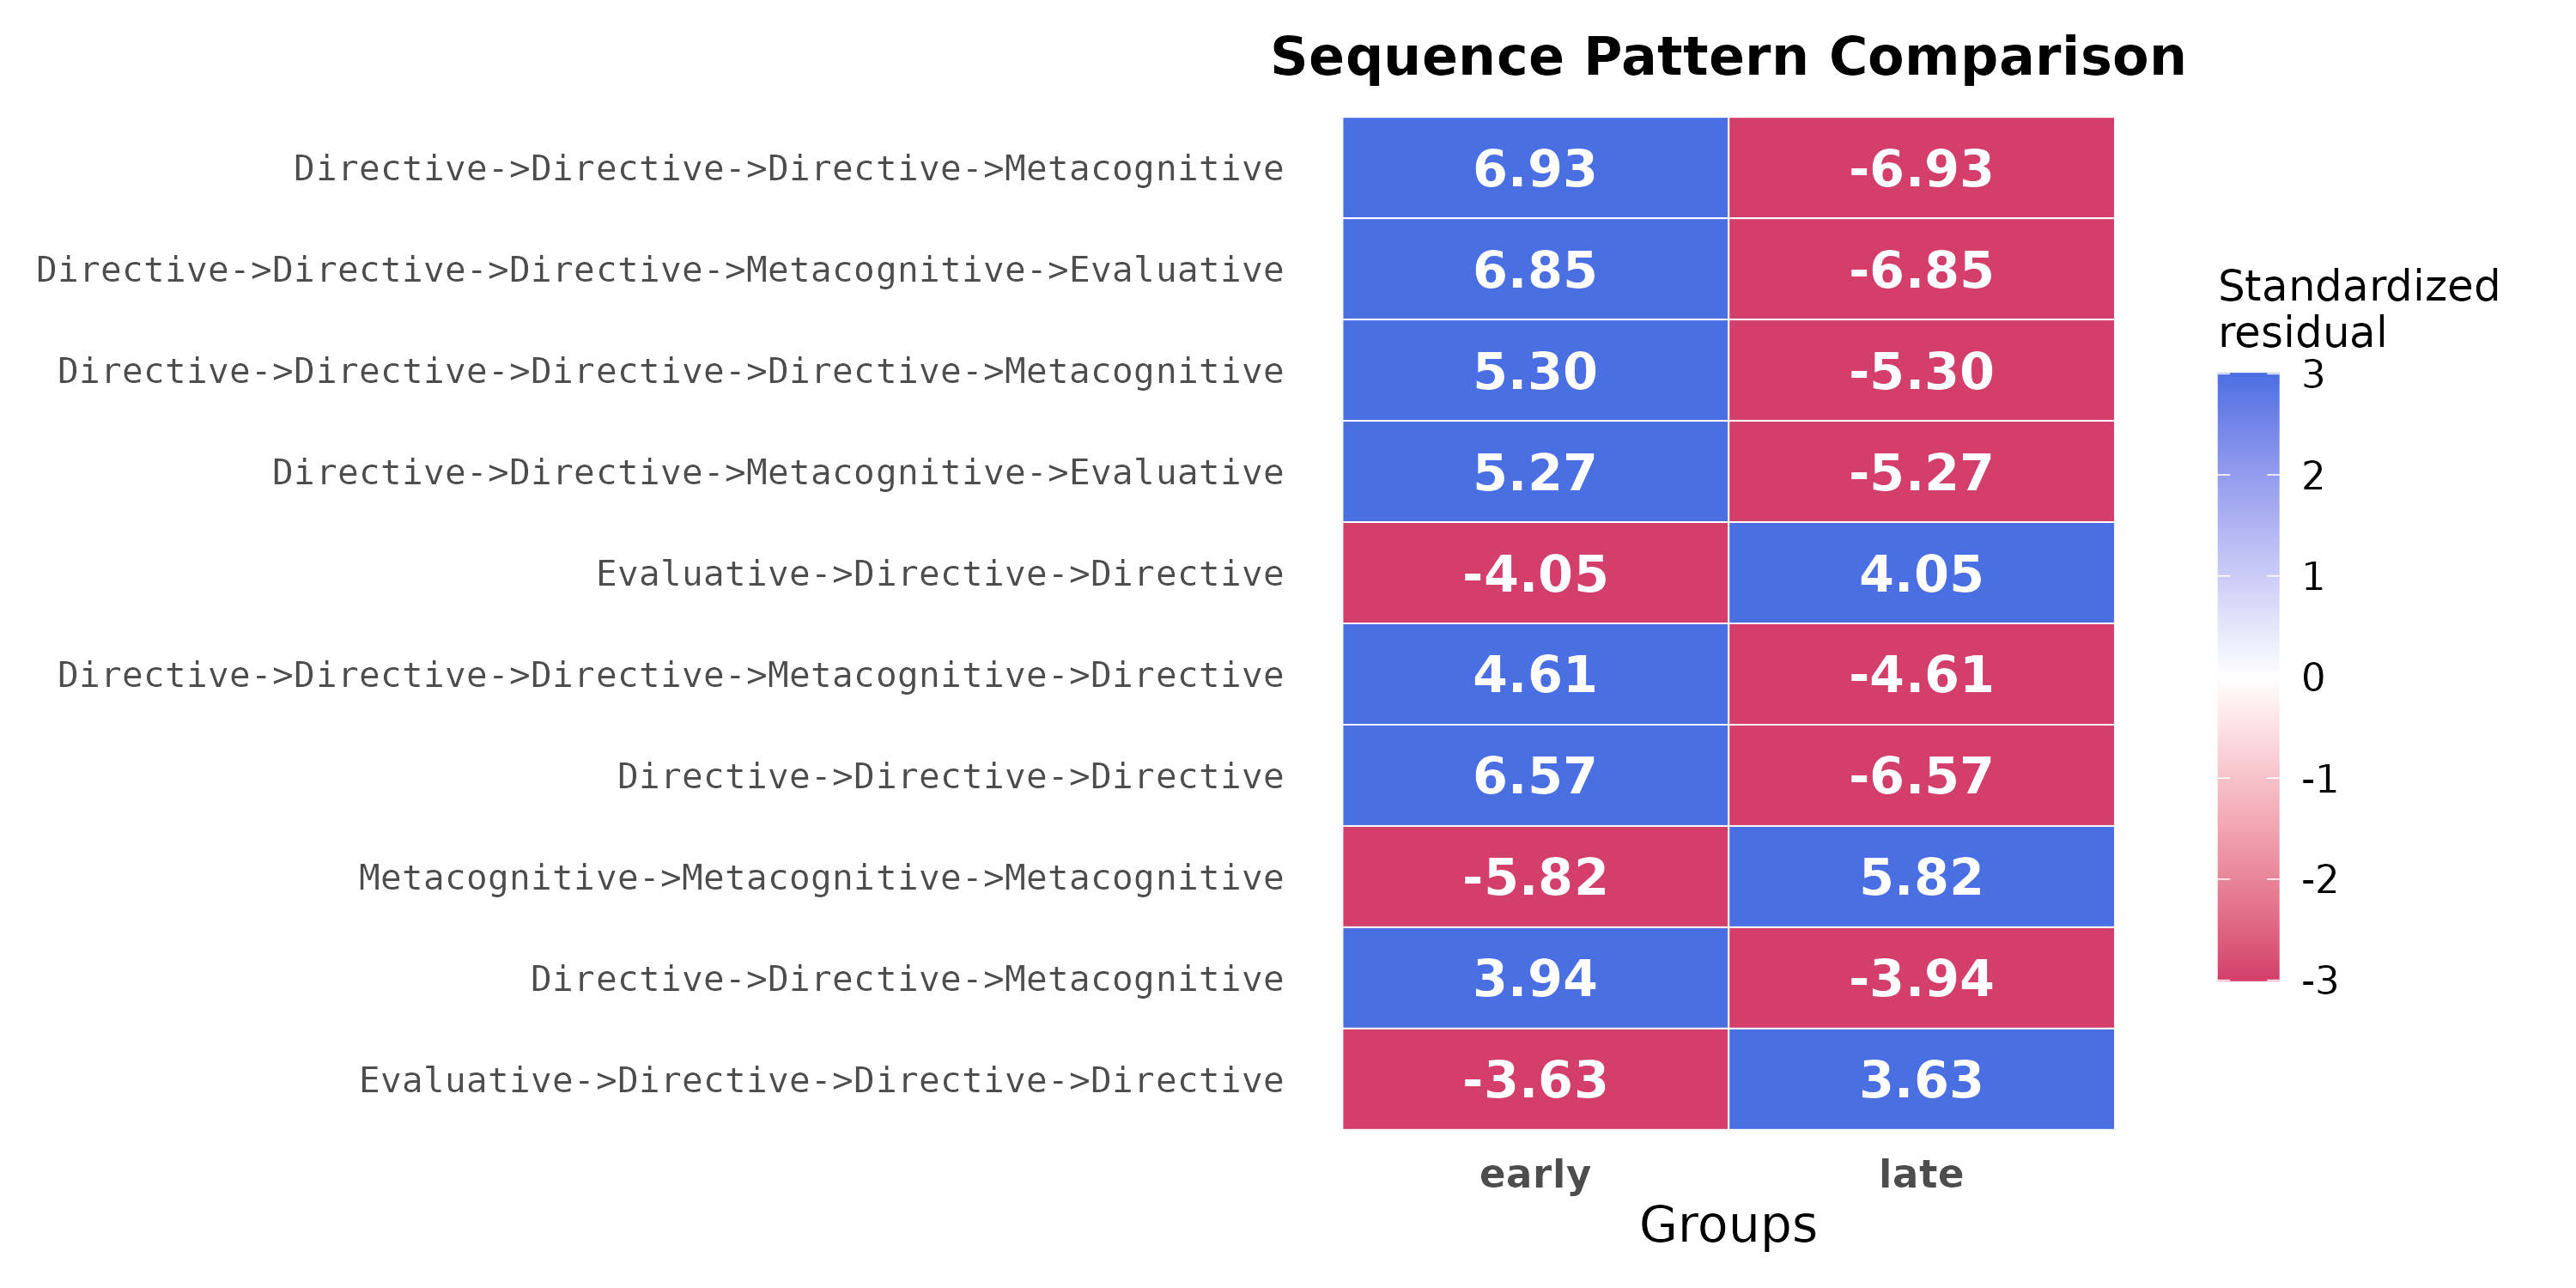 Sequence Pattern Comparison
Directive->Directive->Directive->Metacognitive 6.93 -6.93
Directive->Directive->Directive->Metacognitive->Evaluative 6.85 -6.85
Directive->Directive->Directive->Directive->Metacognitive 5.30 -5.30
Directive->Directive->Metacognitive->Evaluative 5.27 -5.27
Evaluative->Directive->Directive -4.05 4.05
Directive->Directive->Directive->Metacognitive->Directive 4.61 -4.61
Directive->Directive->Directive 6.57 -6.57
Metacognitive->Metacognitive->Metacognitive -5.82 5.82
Directive->Directive->Metacognitive 3.94 -3.94
Evaluative->Directive->Directive->Directive -3.63 3.63
early late
Groups
Standardized
residual
3
2
1
0
-1
-2
-3